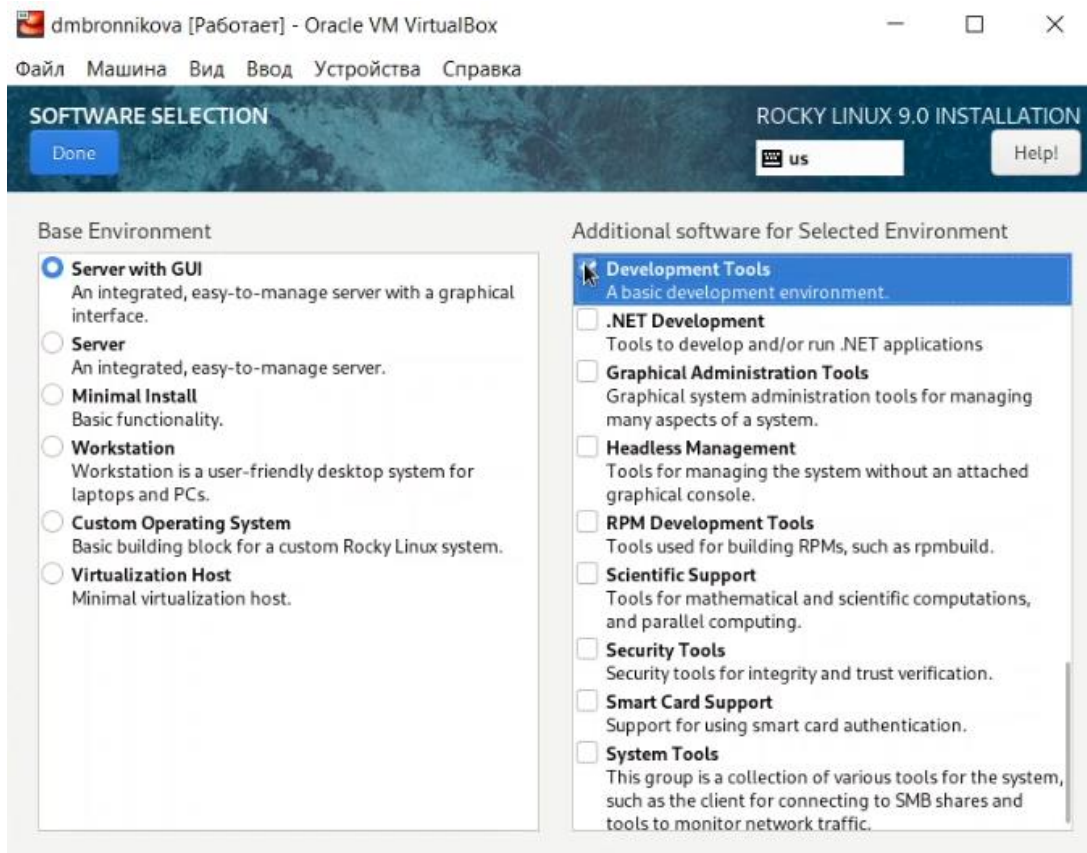 dmbronnikova [Работает] - Oracle VM VirtualBox
Файл Машина Вид Ввод Устройства Справка
SOFTWARE SELECTION
ROCKY LINUX 9.0 INSTALLATION
Done
us
Help!
Base Environment
Server with GUI
An integrated, easy-to-manage server with a graphical
interface.
Server
An integrated, easy-to-manage server.
Minimal Install
Basic functionality.
Workstation
Workstation is a user-friendly desktop system for
laptops and PCs.
Custom Operating System
Basic building block for a custom Rocky Linux system.
Virtualization Host
Minimal virtualization host.
Additional software for Selected Environment
Development Tools
A basic development environment.
.NET Development
Tools to develop and/or run .NET applications
Graphical Administration Tools
Graphical system administration tools for managing
many aspects of a system.
Headless Management
Tools for managing the system without an attached
graphical console.
RPM Development Tools
Tools used for building RPMs, such as rpmbuild.
Scientific Support
Tools for mathematical and scientific computations,
and parallel computing.
Security Tools
Security tools for integrity and trust verification.
Smart Card Support
Support for using smart card authentication.
System Tools
This group is a collection of various tools for the system,
such as the client for connecting to SMB shares and
tools to monitor network traffic.